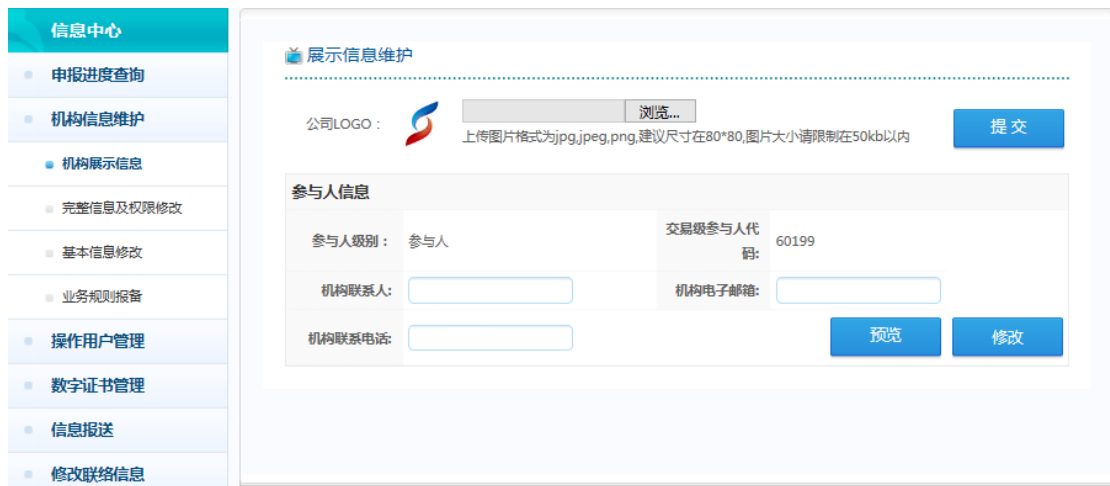 信息中心
申报进度查询
机构信息维护
机构展示信息
完整信息及权限修改
基本信息修改
业务规则报备
操作用户管理
数字证书管理
信息报送
修改联络信息
展示信息维护
公司LOGO：
浏览...
上传图片格式为jpg,jpeg,png,建议尺寸在80*80,图片大小请限制在50kb以内
提交
参与人信息
参与人级别： 参与人
交易级参与人代
码: 60199
机构联系人:
机构电子邮箱:
机构联系电话:
预览
修改